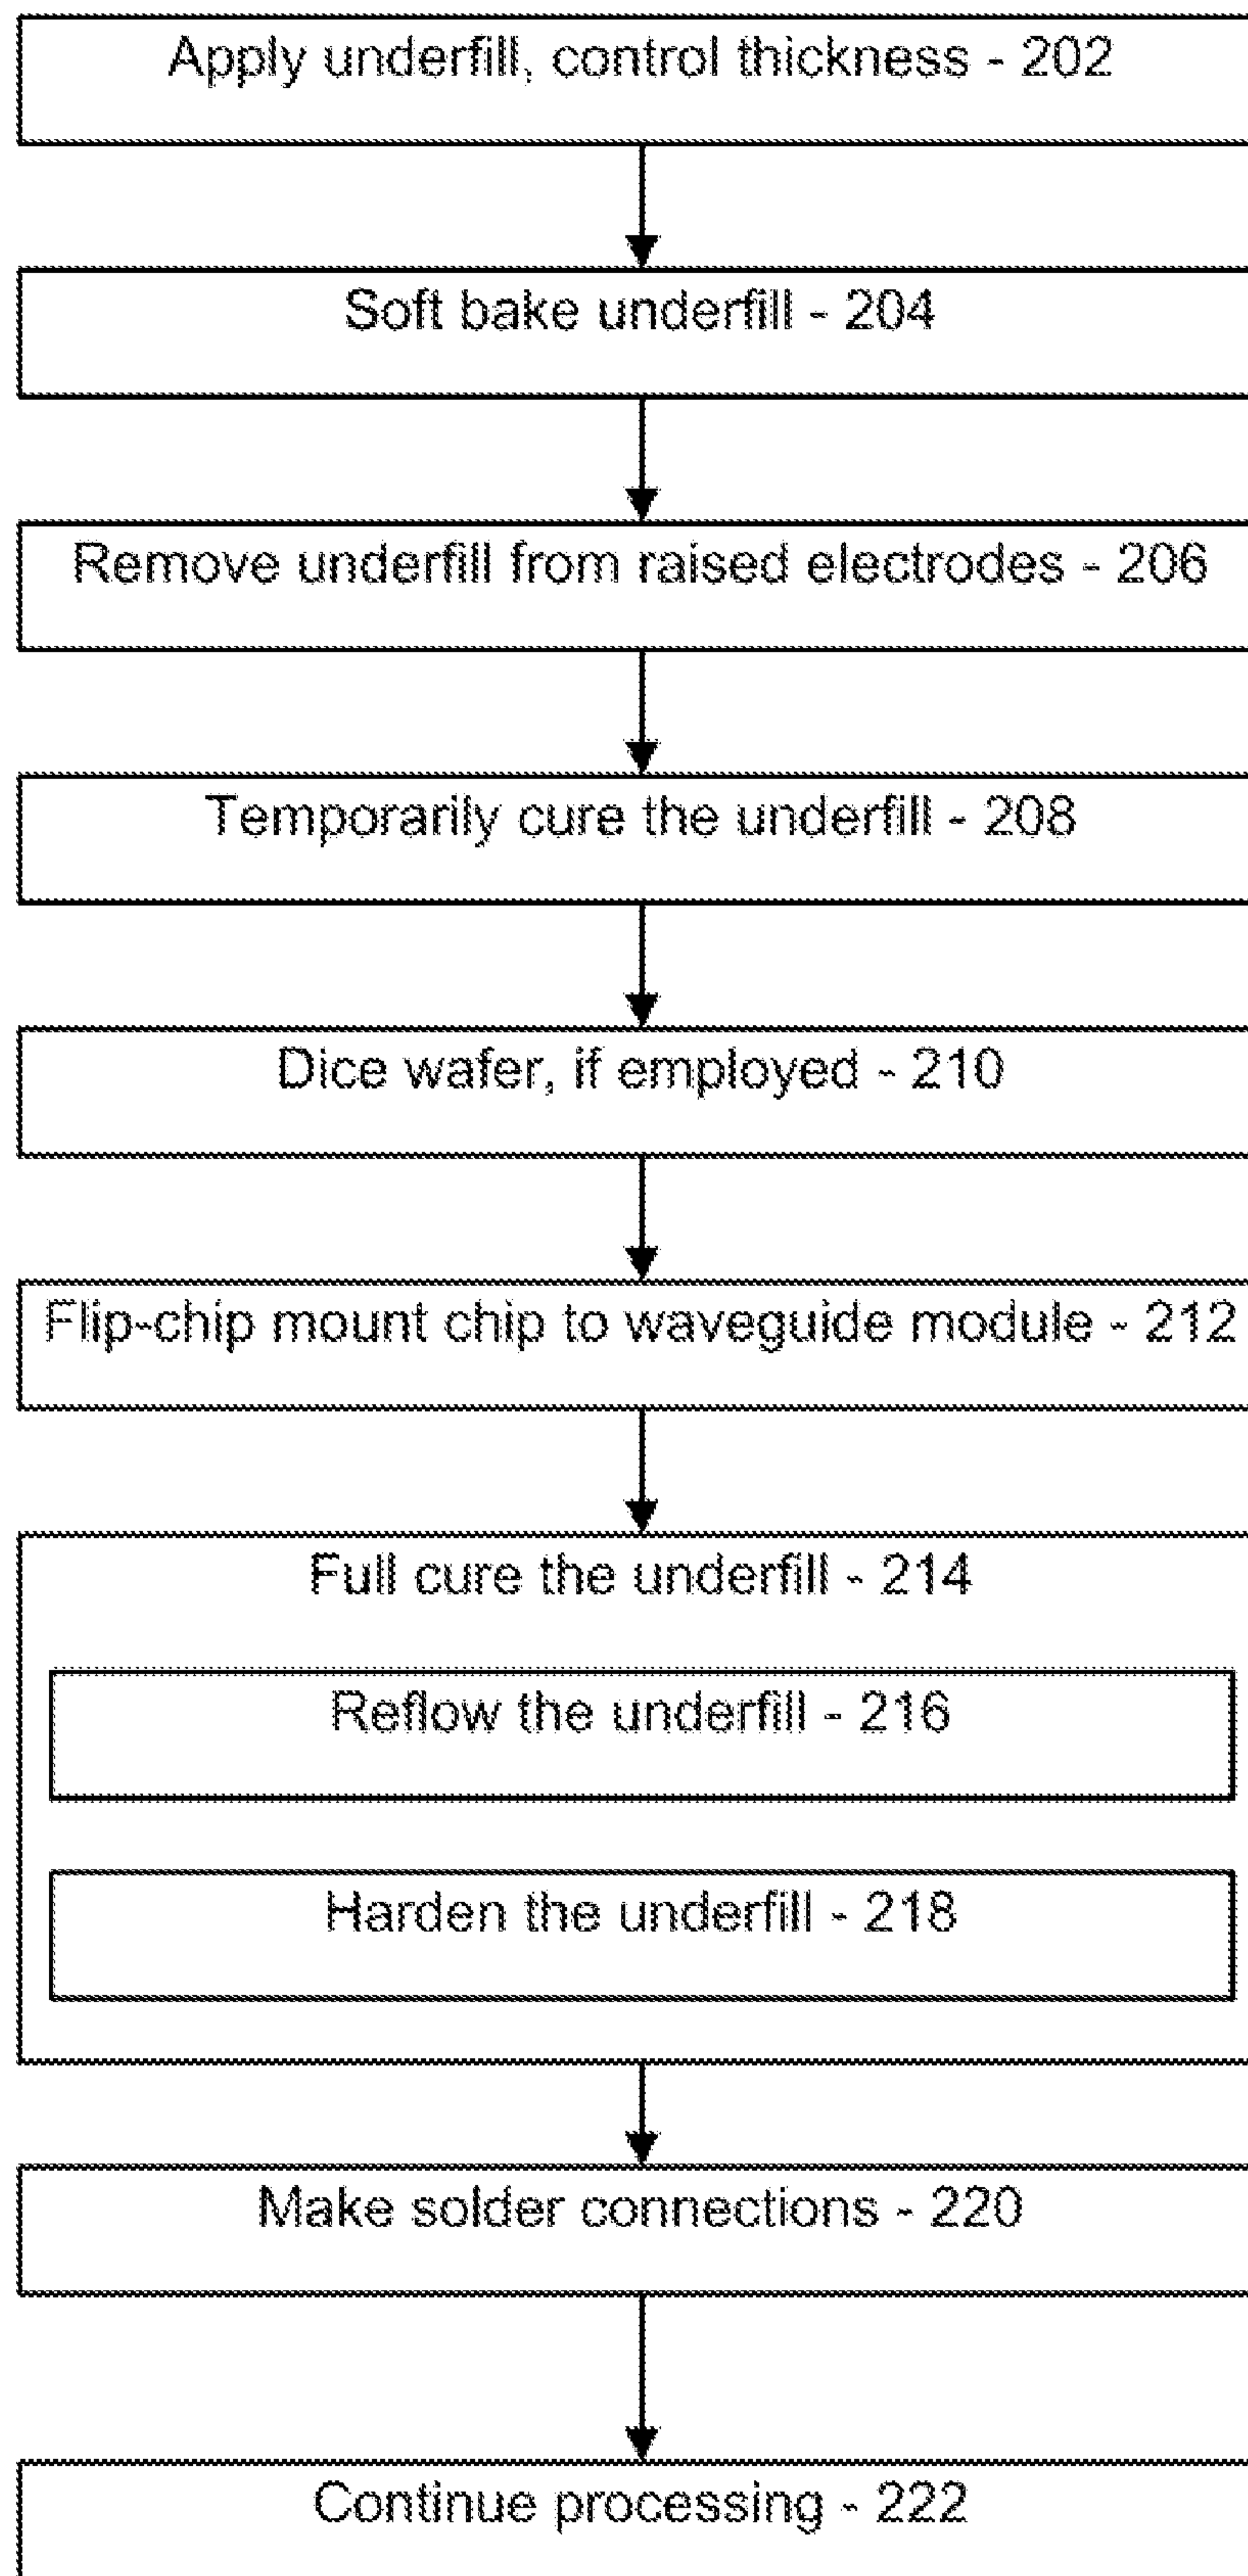 Apply underfill, control thickness - 202
Soft bake underfill - 204
Remove underfill from raised electrodes - 206
Temporarily cure the underfill - 208
Dice wafer, if employed - 210
Flip-chip mount chip to waveguide module - 212
Full cure the underfill - 214
Reflow the underfill - 216
Harden the underfill - 218
Make solder connections - 220
Continue processing - 222